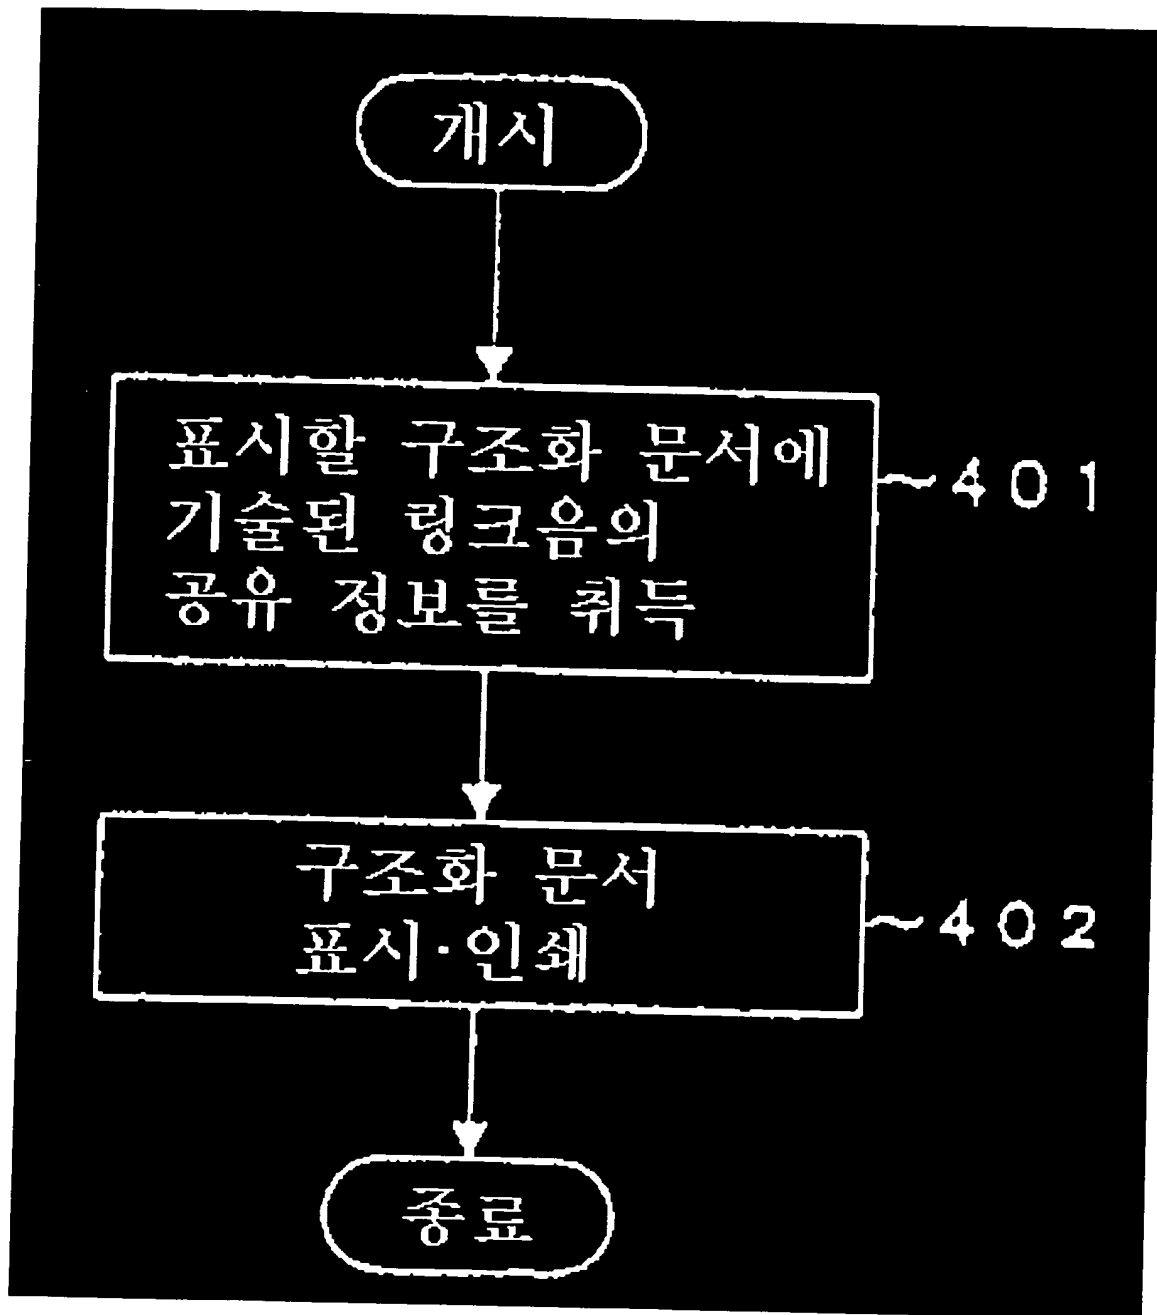 개시
표시할 구조화 문서에
기술된 링크음의
공유 정보를 취득
~401
구조화 문서
표시·인쇄
~402
종료